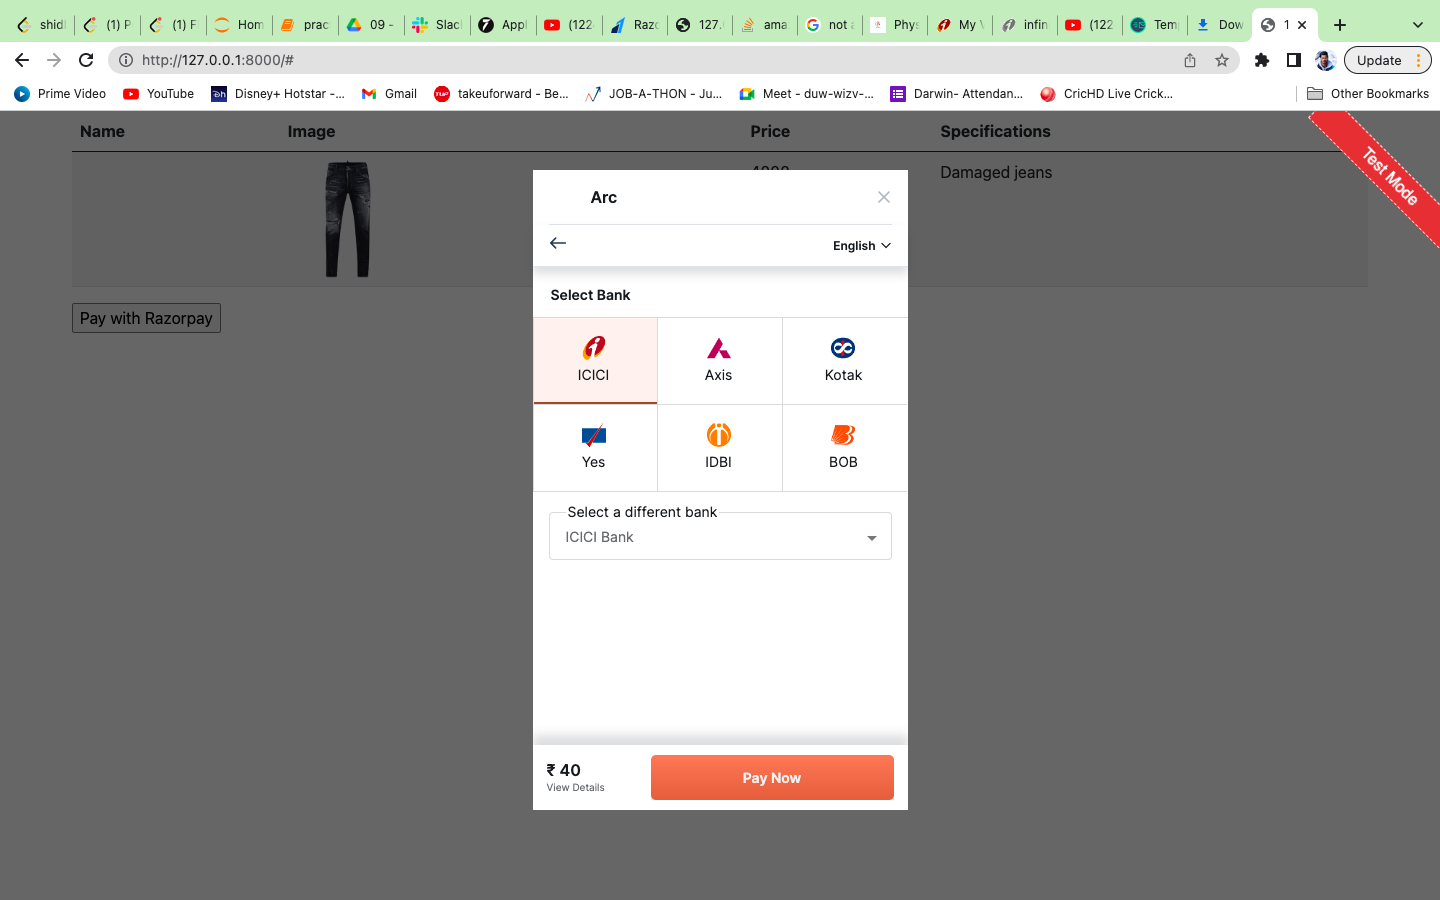 shid (1) P (1) F Hom prac 09 - Slac Appl (122 Razo 127. ama not a Phys My infin (122 Tem Dow 1
http://127.0.0.1:8000/# Update
Prime Video YouTube Disney+ Hotstar -... Gmail takeuforward - Be... JOB-A-THON - Ju... Meet - duw-wizv-... Darwin- Attendan... CricHD Live Crick... Other Bookmarks
Name Image Price Specifications
Damaged jeans
Test Mode
Pay with Razorpay
Arc
English
Select Bank
ICICI Axis Kotak
Yes IDBI BOB
Select a different bank
ICICI Bank
₹ 40
View Details
Pay Now